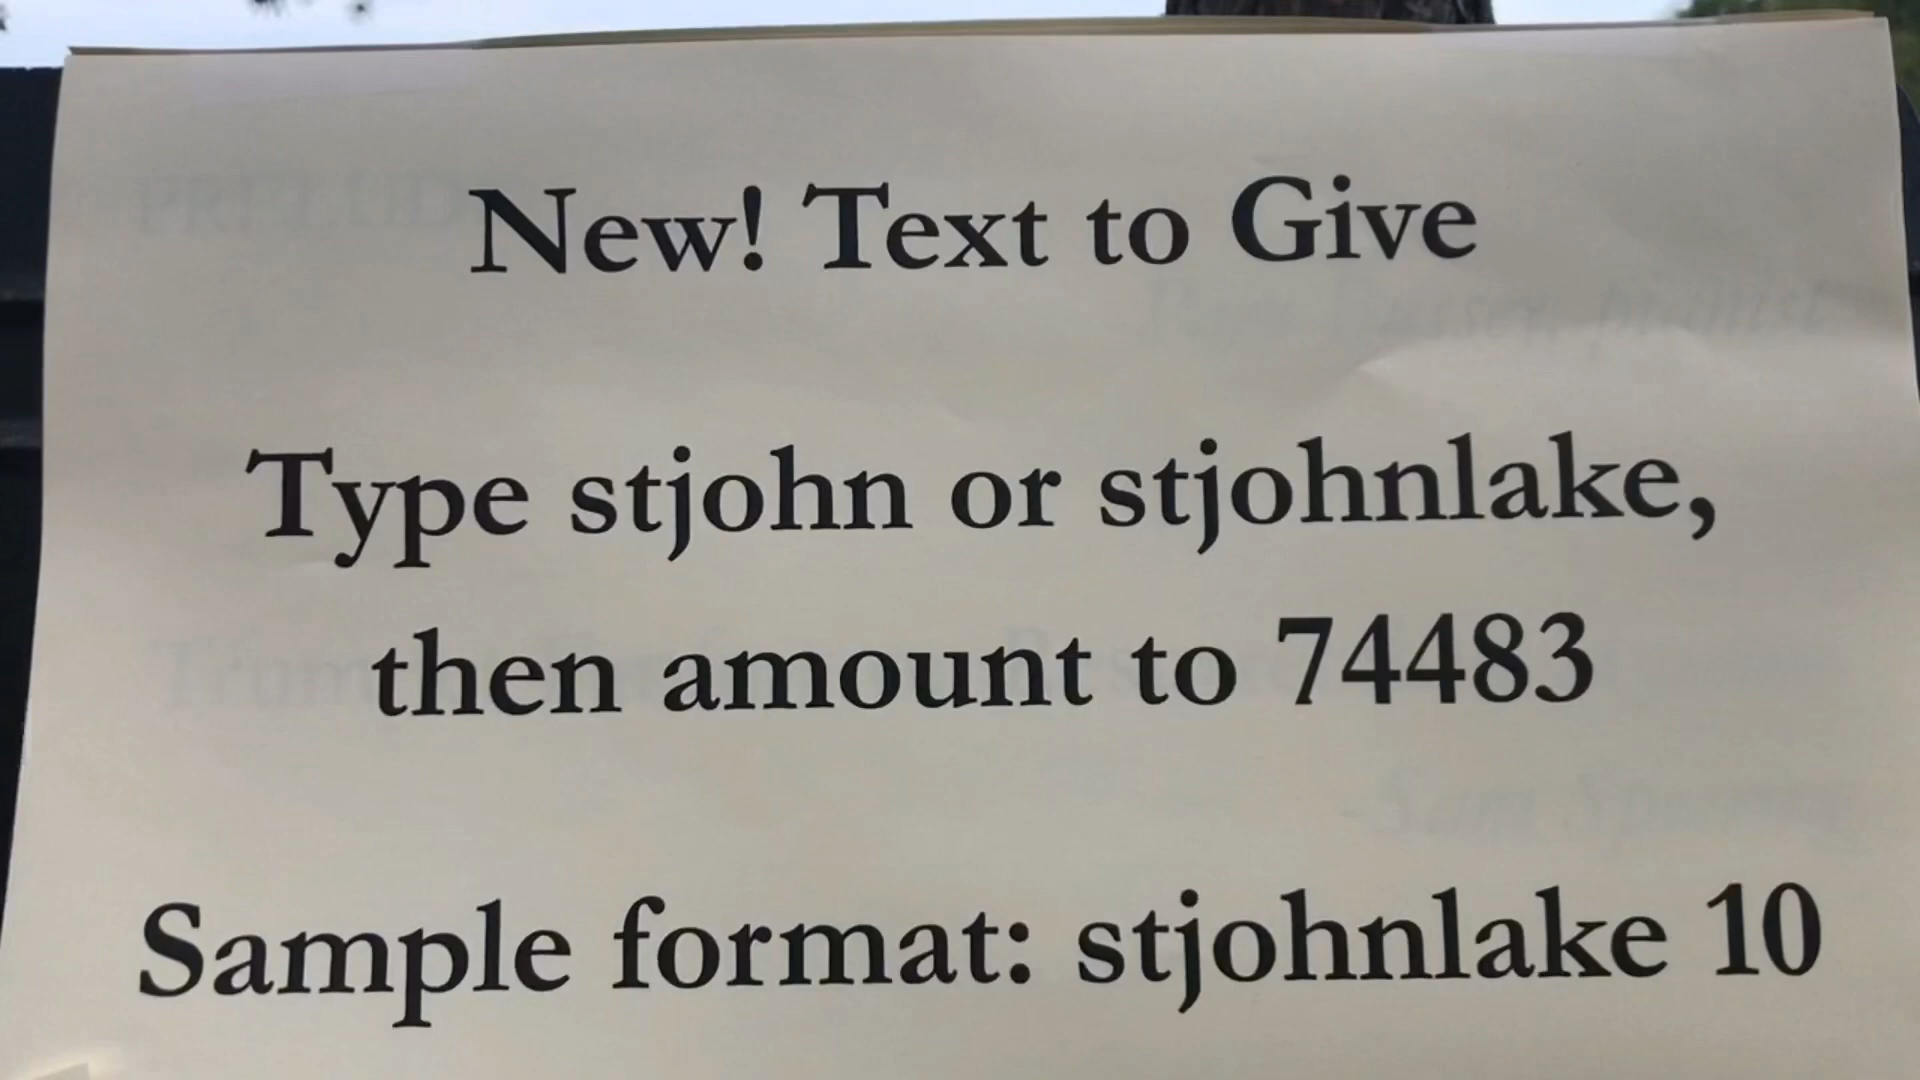 New! Text to Give
Type stjohn or stjohnlake,
then amount to 74483
Sample format: stjohnlake 10